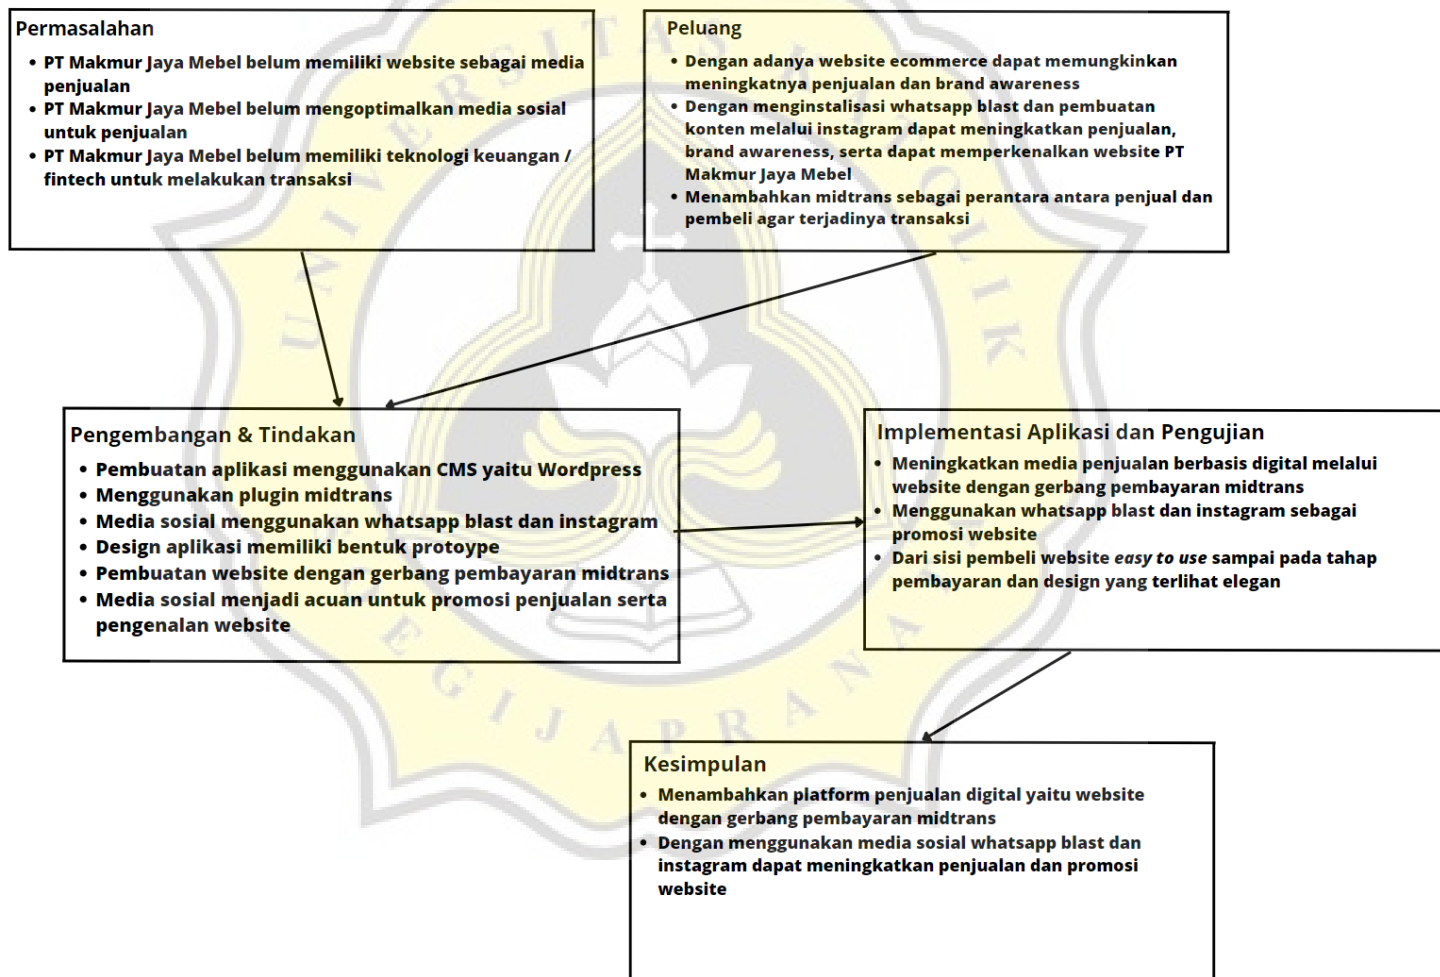 Permasalahan
• PT Makmur Jaya Mebel belum memiliki website sebagai media
penjualan
• PT Makmur Jaya Mebel belum mengoptimalkan media sosial
untuk penjualan
• PT Makmur Jaya Mebel belum memiliki teknologi keuangan /
fintech untuk melakukan transaksi
Peluang
• Dengan adanya website ecommerce dapat memungkinkan
meningkatnya penjualan dan brand awareness
• Dengan menginstalisasi whatsapp blast dan pembuatan
konten melalui instagram dapat meningkatkan penjualan,
brand awareness, serta dapat memperkenalkan website PT
Makmur Jaya Mebel
• Menambahkan midtrans sebagai perantara antara penjual dan
pembeli agar terjadinya transaksi
Pengembangan & Tindakan
• Pembuatan aplikasi menggunakan CMS yaitu Wordpress
• Menggunakan plugin midtrans
• Media sosial menggunakan whatsapp blast dan instagram
• Design aplikasi memiliki bentuk protoype
• Pembuatan website dengan gerbang pembayaran midtrans
• Media sosial menjadi acuan untuk promosi penjualan serta
pengenalan website
Implementasi Aplikasi dan Pengujian
• Meningkatkan media penjualan berbasis digital melalui
website dengan gerbang pembayaran midtrans
• Menggunakan whatsapp blast dan instagram sebagai
promosi website
• Dari sisi pembeli website easy to use sampai pada tahap
pembayaran dan design yang terlihat elegan
Kesimpulan
• Menambahkan platform penjualan digital yaitu website
dengan gerbang pembayaran midtrans
• Dengan menggunakan media sosial whatsapp blast dan
instagram dapat meningkatkan penjualan dan promosi
website
UNIVERSITAS KATOLIK
SOEGIJAPRANATA